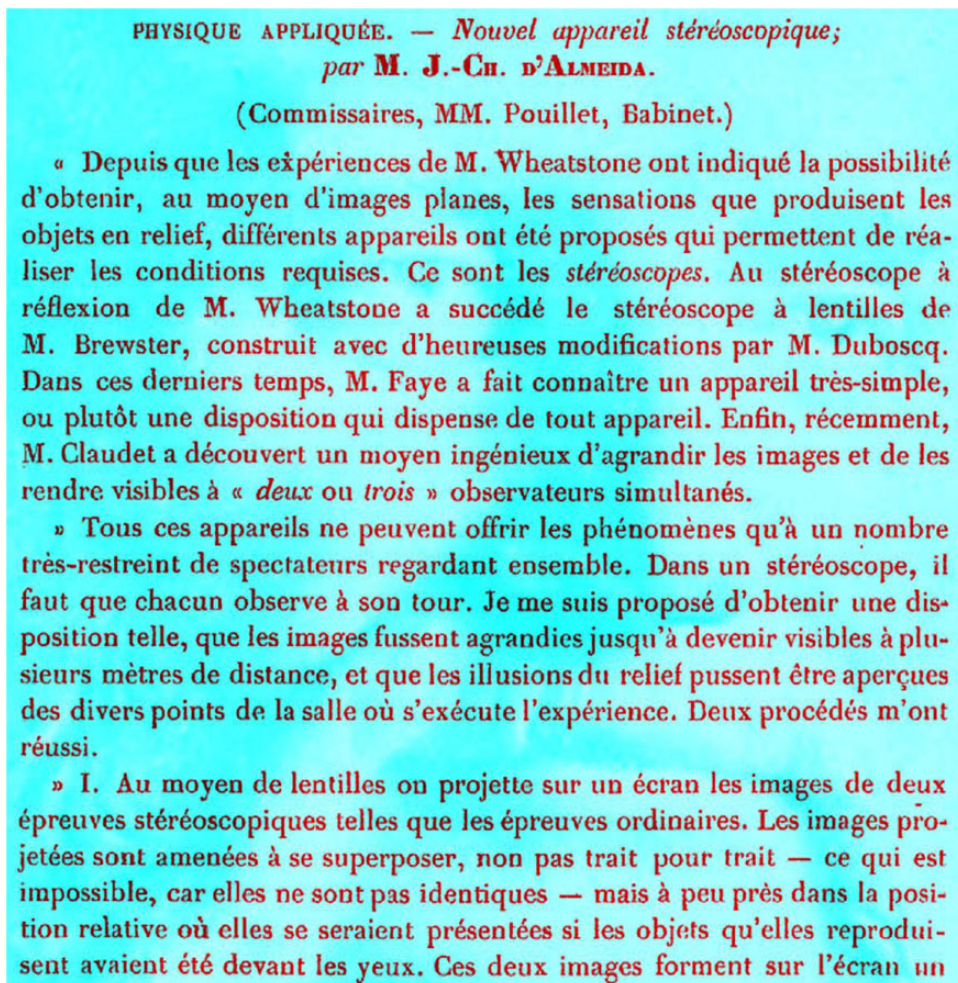 PHYSIQUE APPLIQUÉE. — Nouvel appareil stéréoscopique;
par M. J.-Ch. d'Almeida.
(Commissaires, MM. Pouillet, Babinet.)
« Depuis que les expériences de M. Wheatstone ont indiqué la possibilité
d'obtenir, au moyen d'images planes, les sensations que produisent les
objets en relief, différents appareils ont été proposés qui permettent de réa-
liser les conditions requises. Ce sont les stéréoscopes. Au stéréoscope à
réflexion de M. Wheatstone a succédé le stéréoscope à lentilles de
M. Brewster, construit avec d'heureuses modifications par M. Duboscq.
Dans ces derniers temps, M. Faye a fait connaître un appareil très-simple,
ou plutôt une disposition qui dispense de tout appareil. Enfin, récemment,
M. Claudet a découvert un moyen ingénieux d'agrandir les images et de les
rendre visibles à « deux ou trois » observateurs simultanés.
» Tous ces appareils ne peuvent offrir les phénomènes qu'à un nombre
très-restreint de spectateurs regardant ensemble. Dans un stéréoscope, il
faut que chacun observe à son tour. Je me suis proposé d'obtenir une dis-
position telle, que les images fussent agrandies jusqu'à devenir visibles à plu-
sieurs mètres de distance, et que les illusions du relief pussent être aperçues
des divers points de la salle où s'exécute l'expérience. Deux procédés m'ont
réussi.
» I. Au moyen de lentilles on projette sur un écran les images de deux
épreuves stéréoscopiques telles que les épreuves ordinaires. Les images pro-
jetées sont amenées à se superposer, non pas trait pour trait — ce qui est
impossible, car elles ne sont pas identiques — mais à peu près dans la posi-
tion relative où elles se seraient présentées si les objets qu'elles reprodui-
sent avaient été devant les yeux. Ces deux images forment sur l'écran un